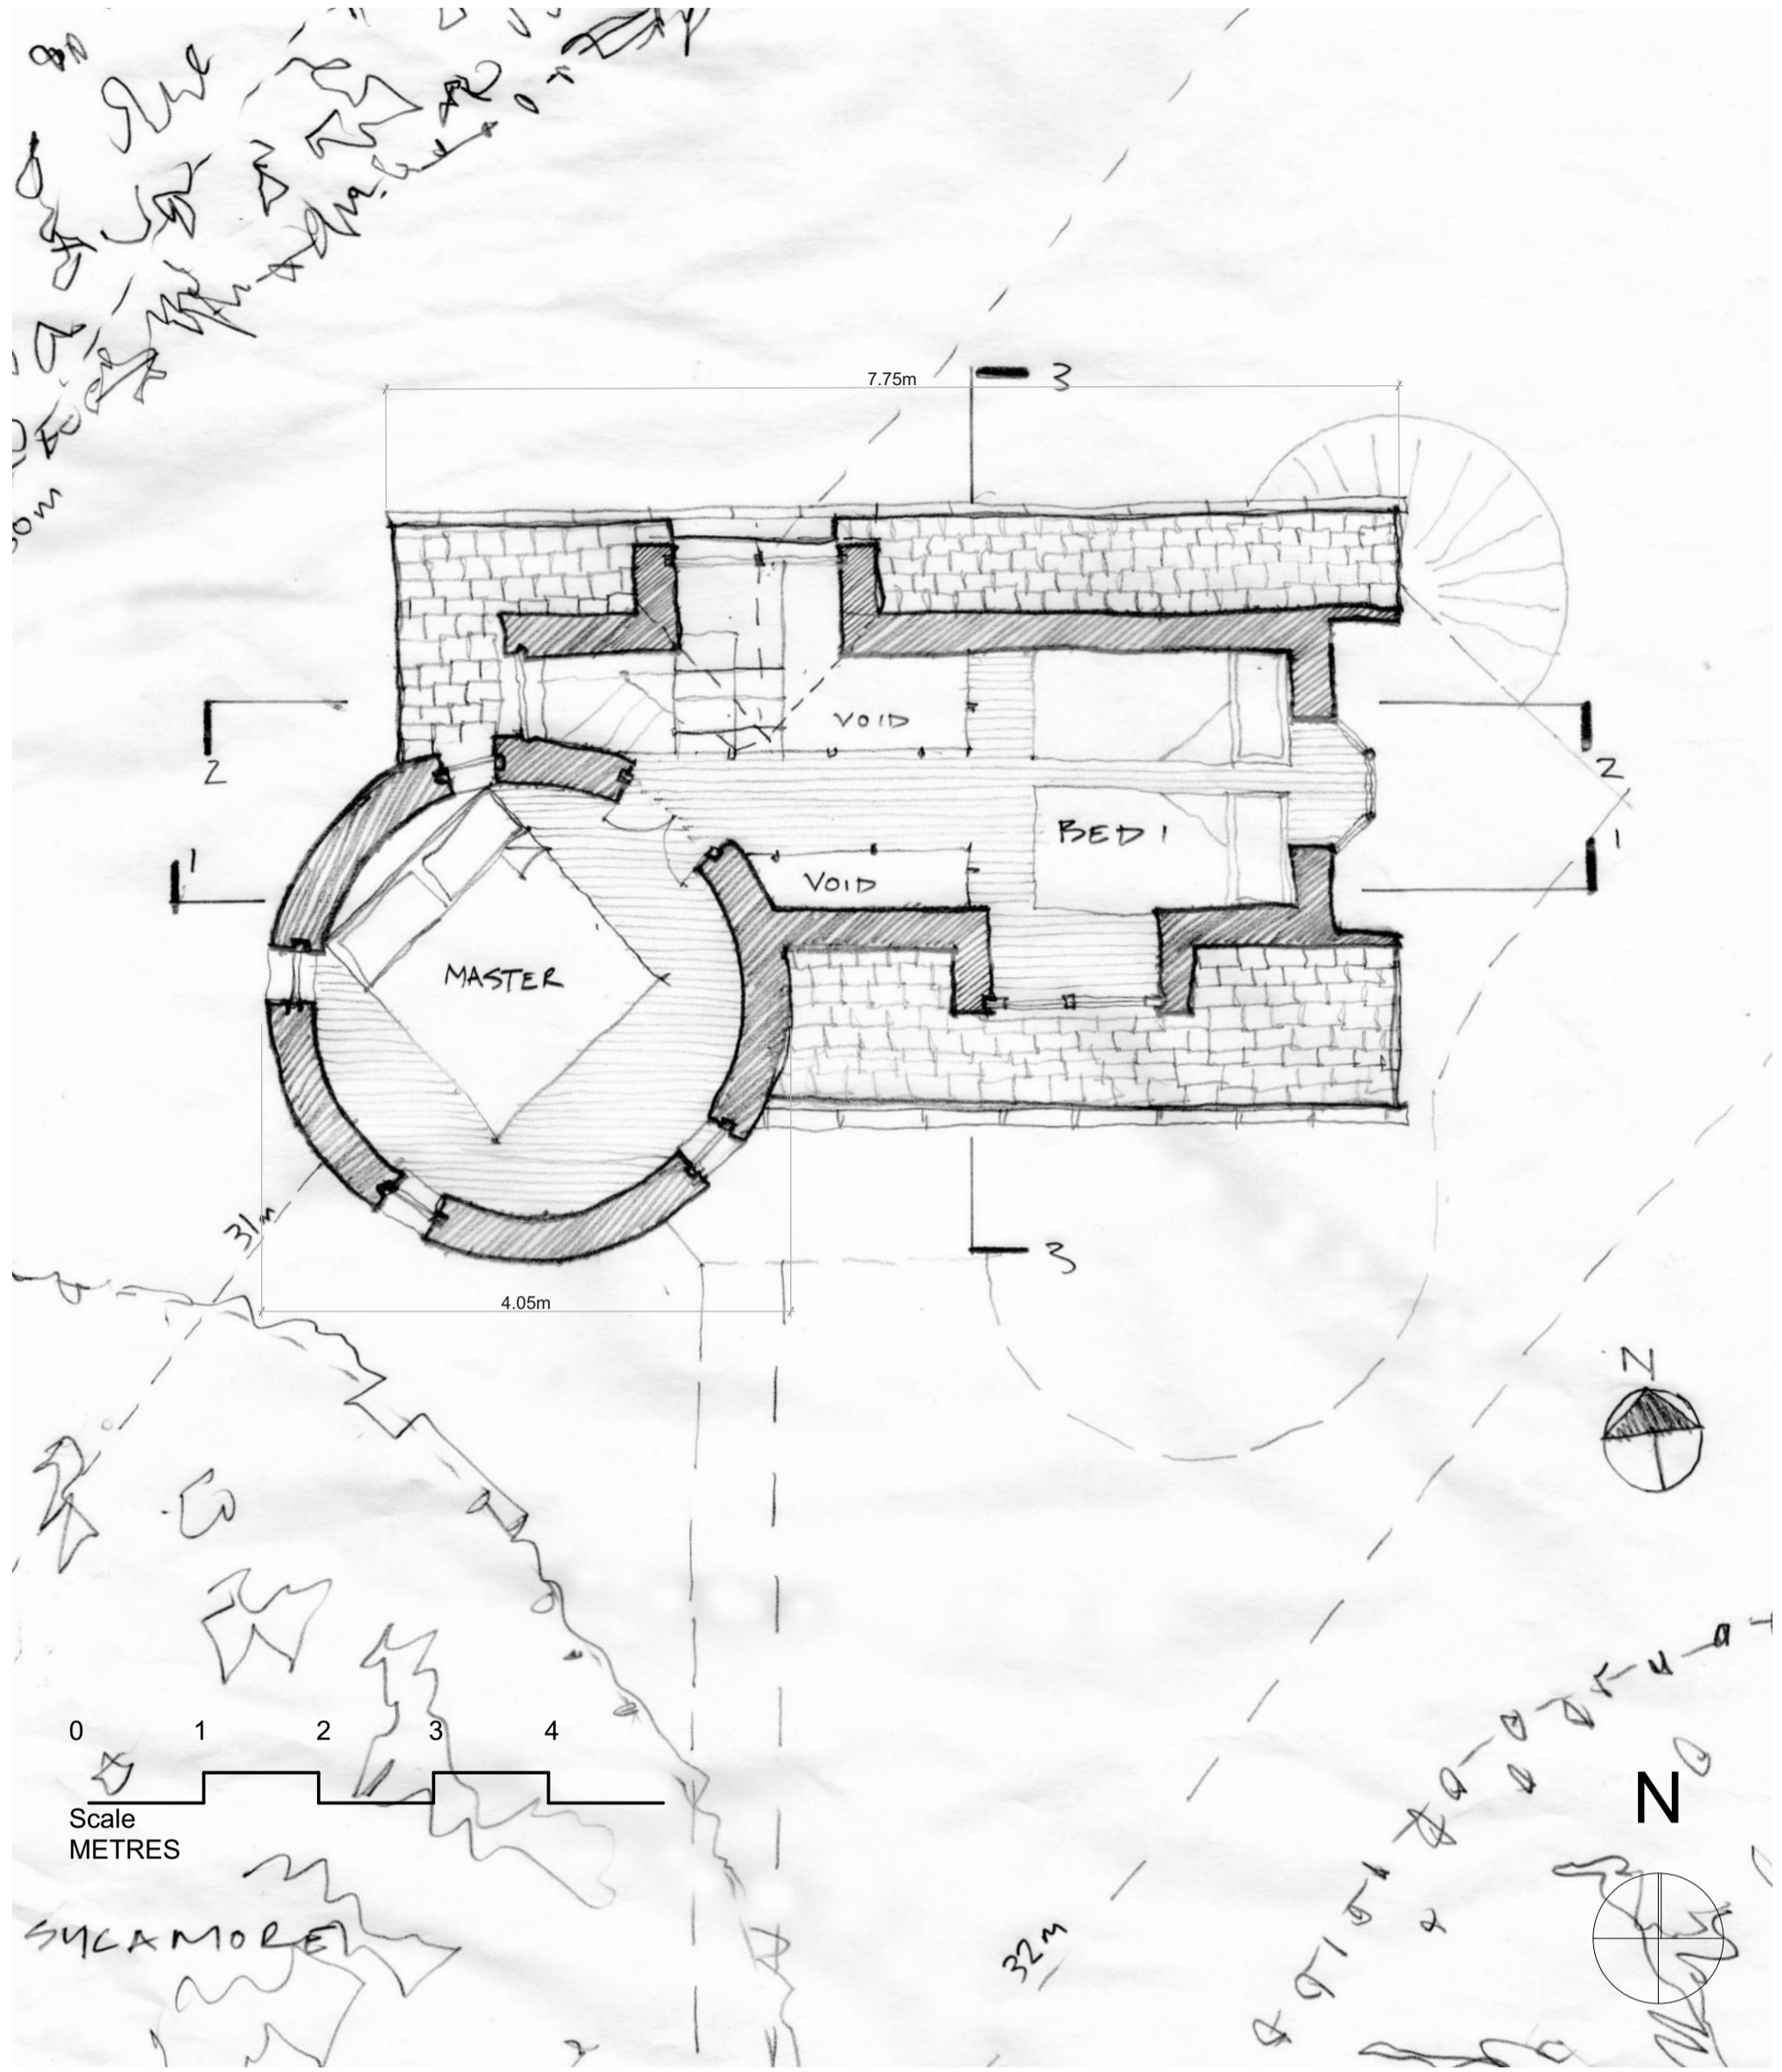 7.75m
3
VOID
2
2
BED 1
1
1
VOID
MASTER
31m
3
4.05m
N
0 1 2 3 4
Scale
METRES
N
SYCAMORE
32m